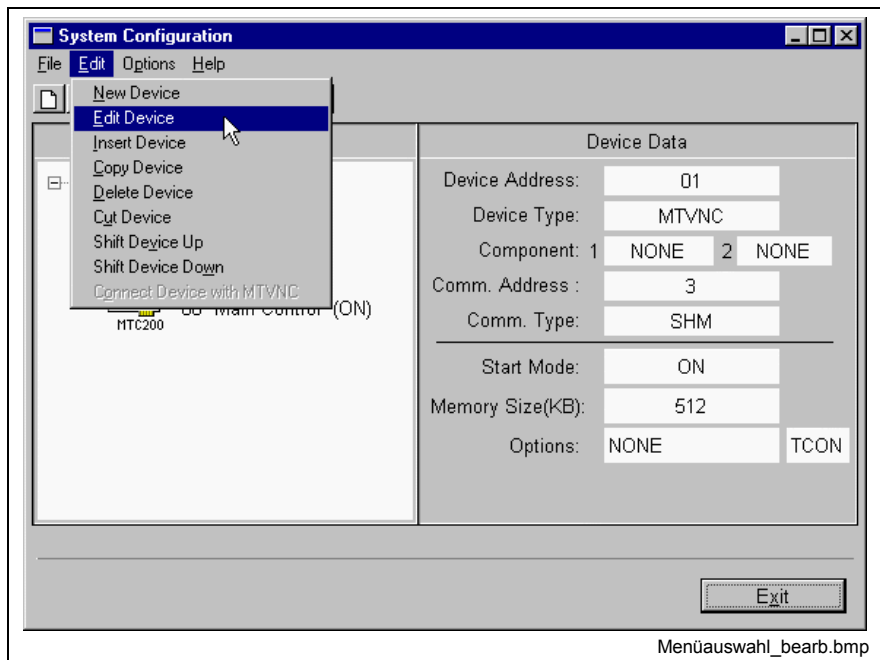 System Configuration
File Edit Options Help
New Device
Edit Device
Insert Device
Copy Device
Delete Device
Cut Device
Shift Device Up
Shift Device Down
Connect Device with MTVNC
Main Control (ON)
MTC200
Device Data
Device Address: 01
Device Type: MTVNC
Component: 1 NONE 2 NONE
Comm. Address : 3
Comm. Type: SHM
Start Mode: ON
Memory Size(KB): 512
Options: NONE TCON
Exit
Menüauswahl_bearb.bmp